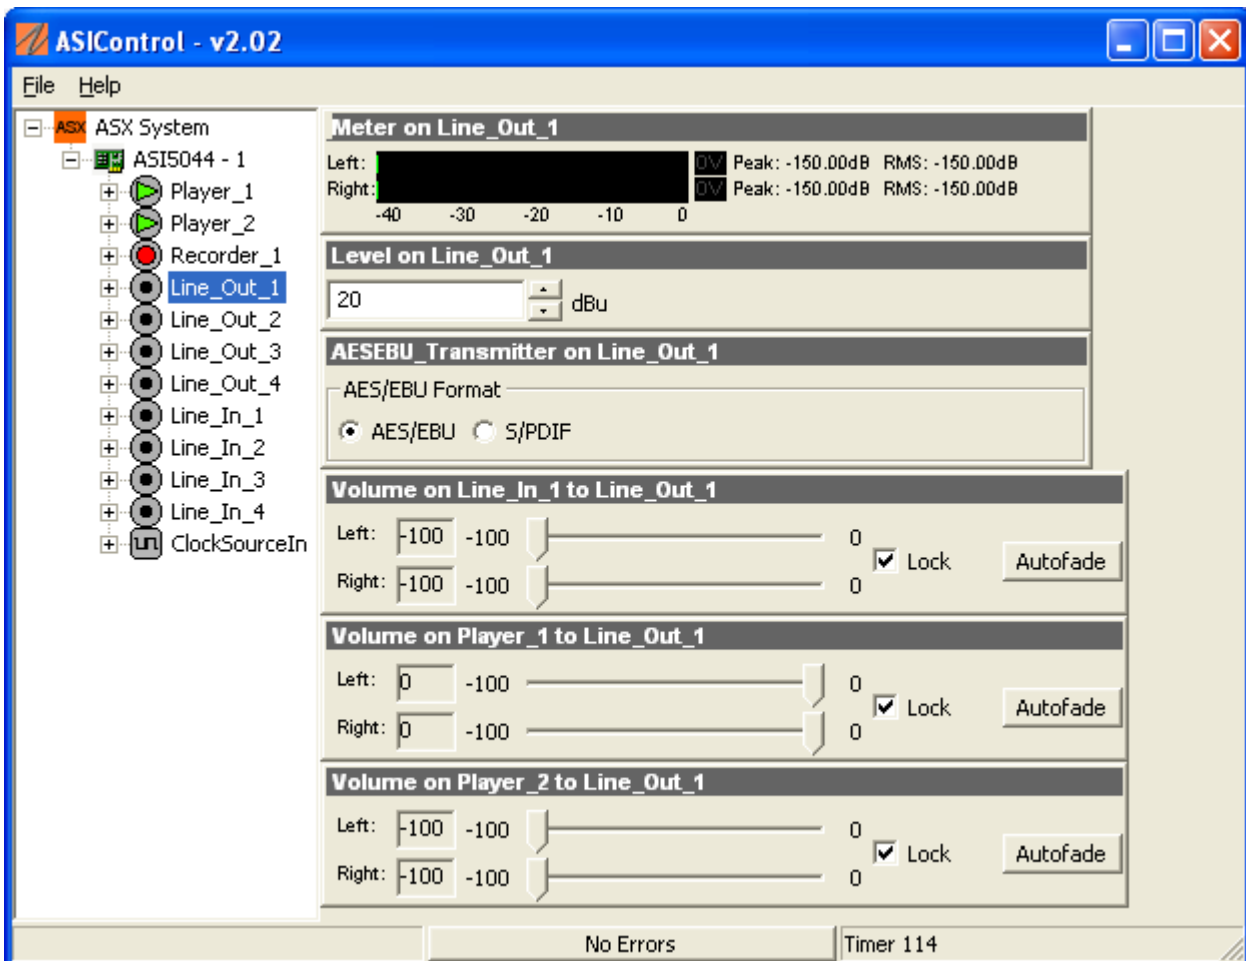 ASIControl - v2.02
File Help
ASX ASX System
ASI5044 - 1
Player_1
Player_2
Recorder_1
Line_Out_1
Line_Out_2
Line_Out_3
Line_Out_4
Line_In_1
Line_In_2
Line_In_3
Line_In_4
ClockSourceIn
Meter on Line_Out_1
Left: OV Peak: -150.00dB RMS: -150.00dB
Right: OV Peak: -150.00dB RMS: -150.00dB
-40 -30 -20 -10 0
Level on Line_Out_1
20 dBu
AESEBU_Transmitter on Line_Out_1
AES/EBU Format
AES/EBU S/PDIF
Volume on Line_In_1 to Line_Out_1
Left: -100 -100 0
Lock Autofade
Right: -100 -100 0
Volume on Player_1 to Line_Out_1
Left: 0 -100 0
Lock Autofade
Right: 0 -100 0
Volume on Player_2 to Line_Out_1
Left: -100 -100 0
Lock Autofade
Right: -100 -100 0
No Errors Timer 114